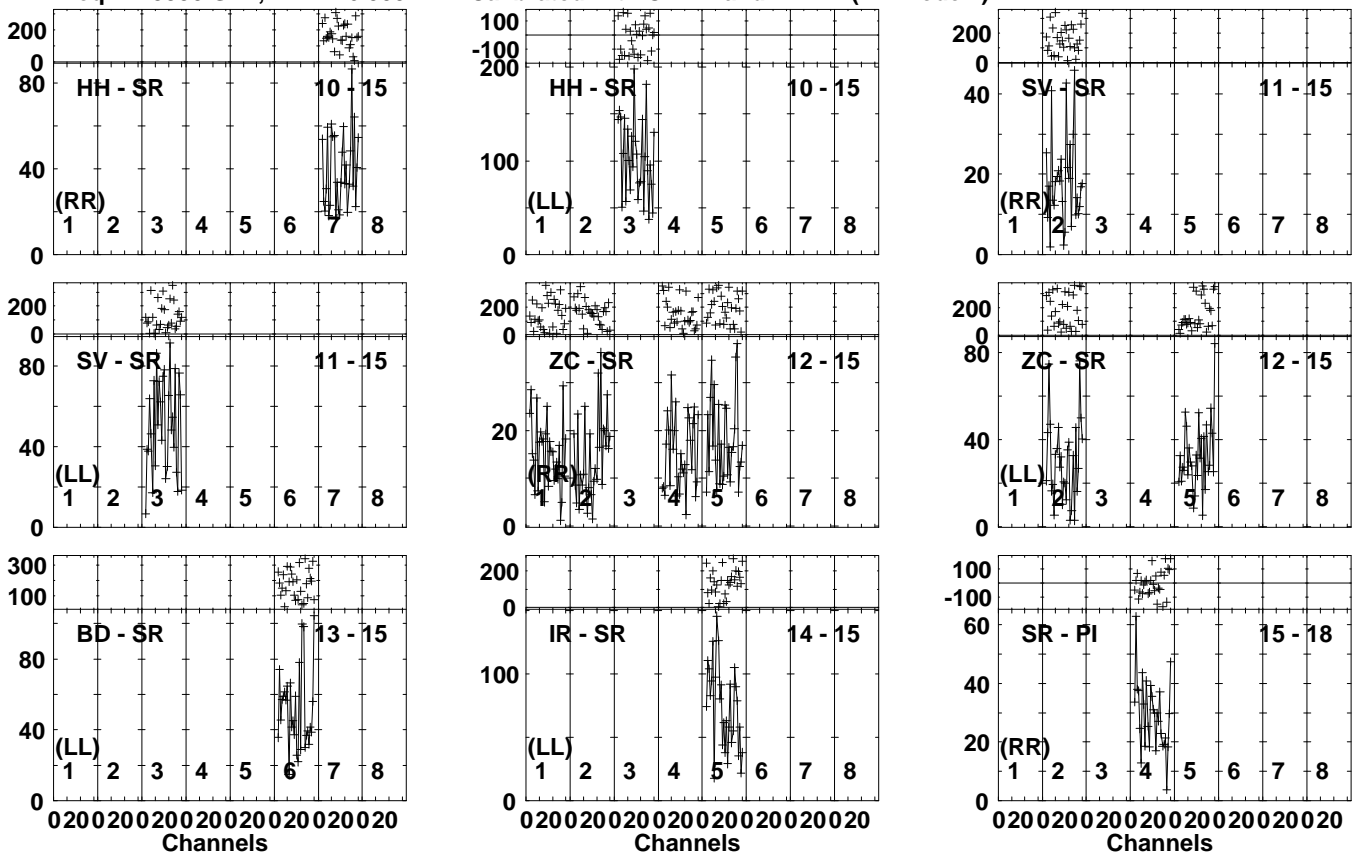 200 100 200
0 -100 0
80 HH - SR 10 - 15 200 HH - SR 10 - 15 40 SV - SR 11 - 15
40 100 20
(RR) (LL) (RR)
1 2 3 4 5 6 7 8 1 2 3 4 5 6 7 8 1 2 3 4 5 6 7 8
0 0 0
200 200 200
0 0 0
80 SV - SR 11 - 15 ZC - SR 12 - 15 80 ZC - SR 12 - 15
40 20 40
(LL) (RR) (LL)
1 2 3 4 5 6 7 8 1 2 3 4 5 6 7 8 1 2 3 4 5 6 7 8
0 0 0
300 200 100
100 0 -100
BD - SR 13 - 15 IR - SR 14 - 15 60 SR - PI 15 - 18
80 100 40
40 20
(LL) (LL) (RR)
1 2 3 4 5 6 7 8 1 2 3 4 5 6 7 8 1 2 3 4 5 6 7 8
0 0 0
0 20 0 20 0 20 0 20 0 20 0 20 0 20 0 20 0 20 0 20 0 20 0 20 0 20 0 20 0 20 0 20 0 20 0 20 0 20 0 20 0 20 0 20 0 20 0 20
Channels Channels Channels